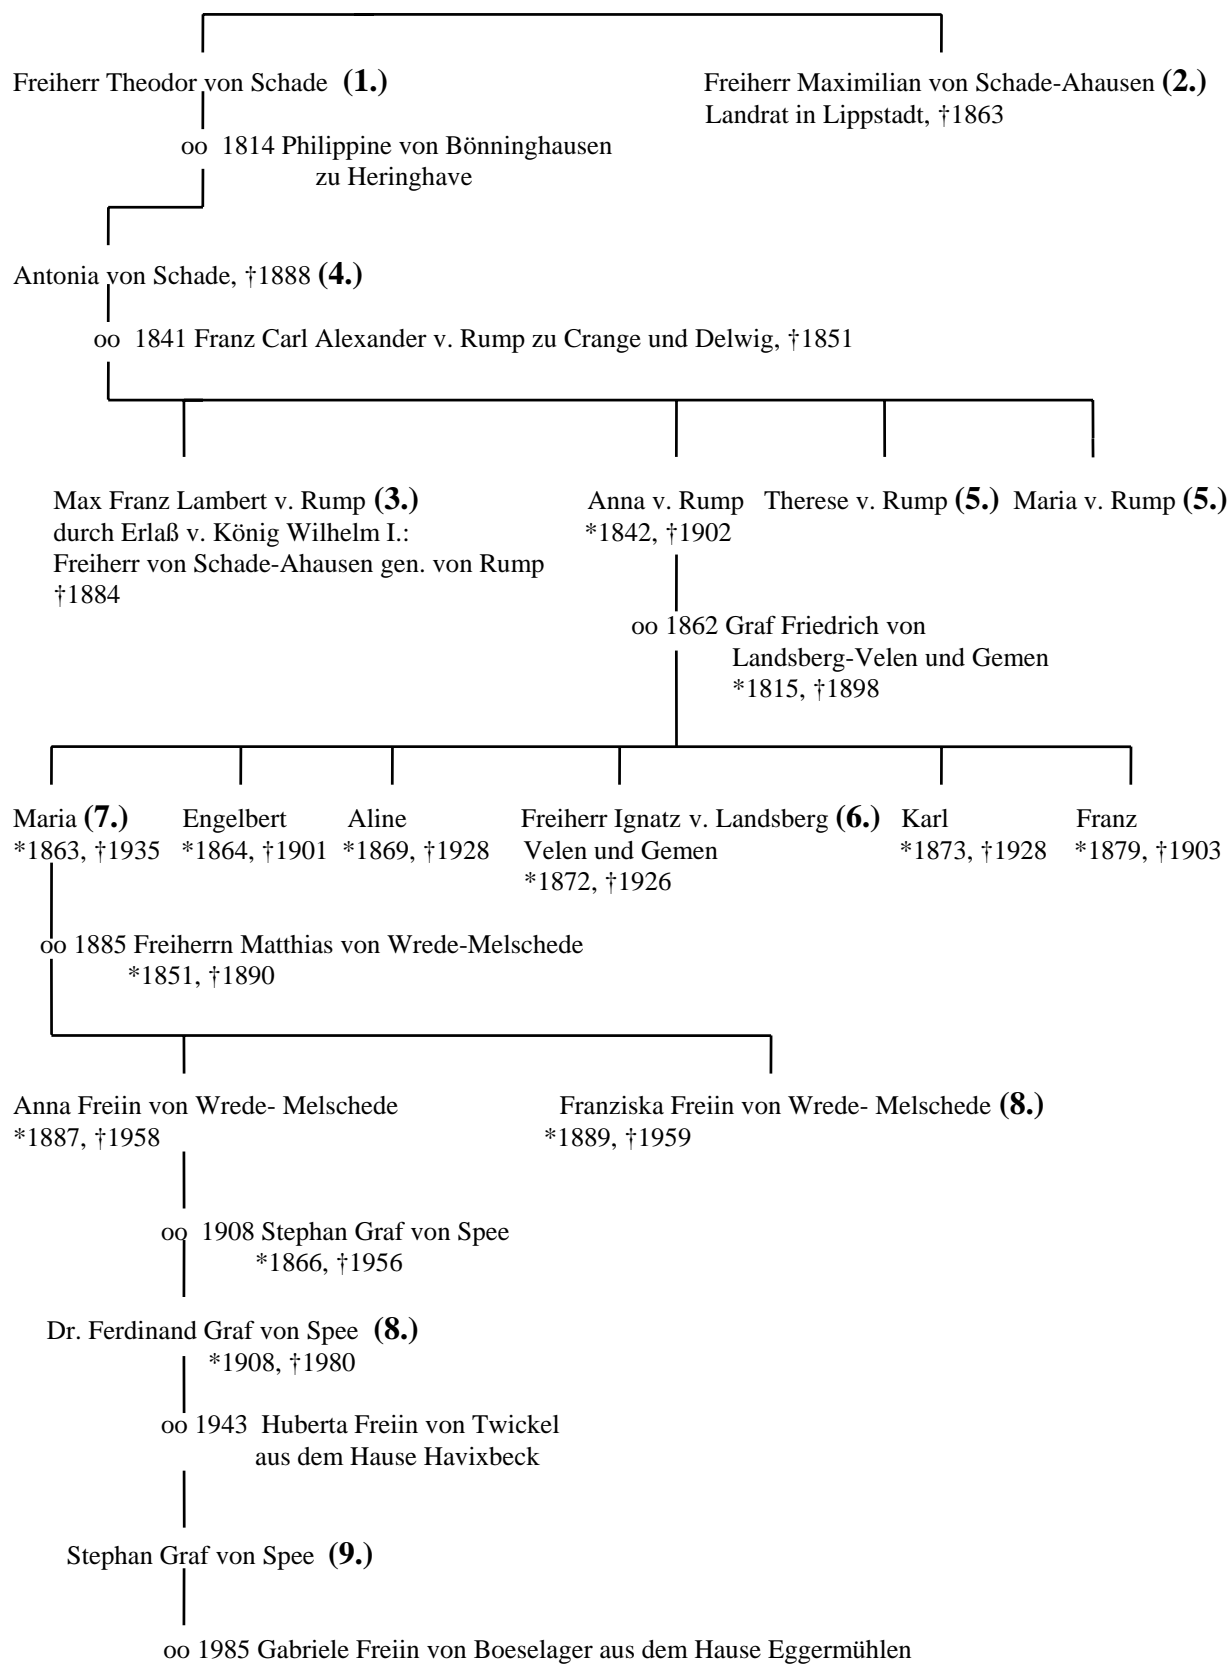 Freiherr Theodor von Schade (1.)
Freiherr Maximilian von Schade-Ahausen (2.)
Landrat in Lippstadt, †1863
oo 1814 Philippine von Bönninghausen
zu Heringhave
Antonia von Schade, †1888 (4.)
oo 1841 Franz Carl Alexander v. Rump zu Crange und Delwig, †1851
Max Franz Lambert v. Rump (3.)
durch Erlaß v. König Wilhelm I.:
Freiherr von Schade-Ahausen gen. von Rump
†1884
Anna v. Rump
*1842, †1902
Therese v. Rump (5.)
Maria v. Rump (5.)
oo 1862 Graf Friedrich von
Landsberg-Velen und Gemen
*1815, †1898
Maria (7.)
*1863, †1935
Engelbert
*1864, †1901
Aline
*1869, †1928
Freiherr Ignatz v. Landsberg (6.)
Velen und Gemen
*1872, †1926
Karl
*1873, †1928
Franz
*1879, †1903
oo 1885 Freiherrn Matthias von Wrede-Melschede
*1851, †1890
Anna Freiin von Wrede- Melschede
*1887, †1958
Franziska Freiin von Wrede- Melschede (8.)
*1889, †1959
oo 1908 Stephan Graf von Spee
*1866, †1956
Dr. Ferdinand Graf von Spee (8.)
*1908, †1980
oo 1943 Huberta Freiin von Twickel
aus dem Hause Havixbeck
Stephan Graf von Spee (9.)
oo 1985 Gabriele Freiin von Boeselager aus dem Hause Eggermühlen